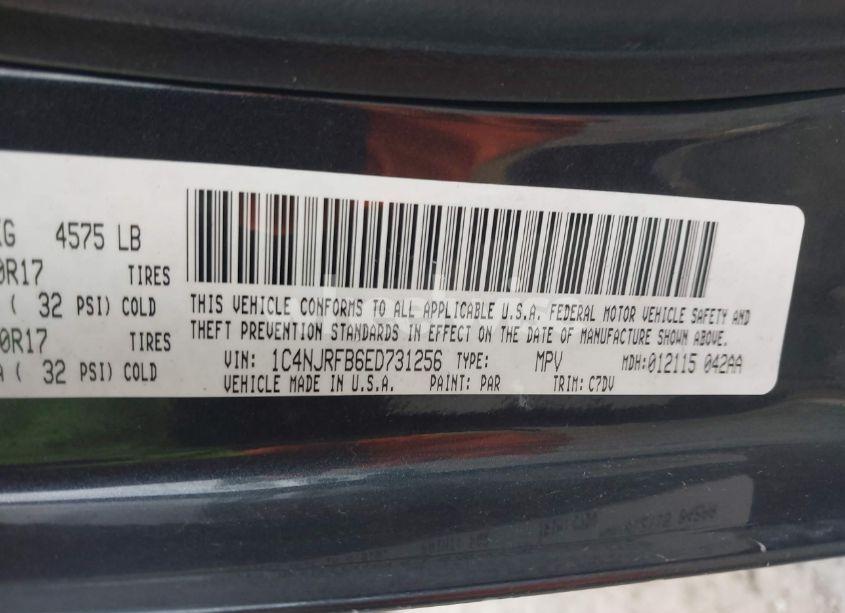 KG 4575 LB
0R17 TIRES
( 32 PSI) COLD
0R17 TIRES
A ( 32 PSI) COLD
THIS VEHICLE CONFORMS TO ALL APPLICABLE U.S.A. FEDERAL MOTOR VEHICLE SAFETY AND
THEFT PREVENTION STANDARDS IN EFFECT ON THE DATE OF MANUFACTURE SHOWN ABOVE.
VIN: 1C4NJRFB6ED731256 TYPE: MPV MDH:012115 042AA
VEHICLE MADE IN U.S.A. PAINT: PAR TRIM: C7DV